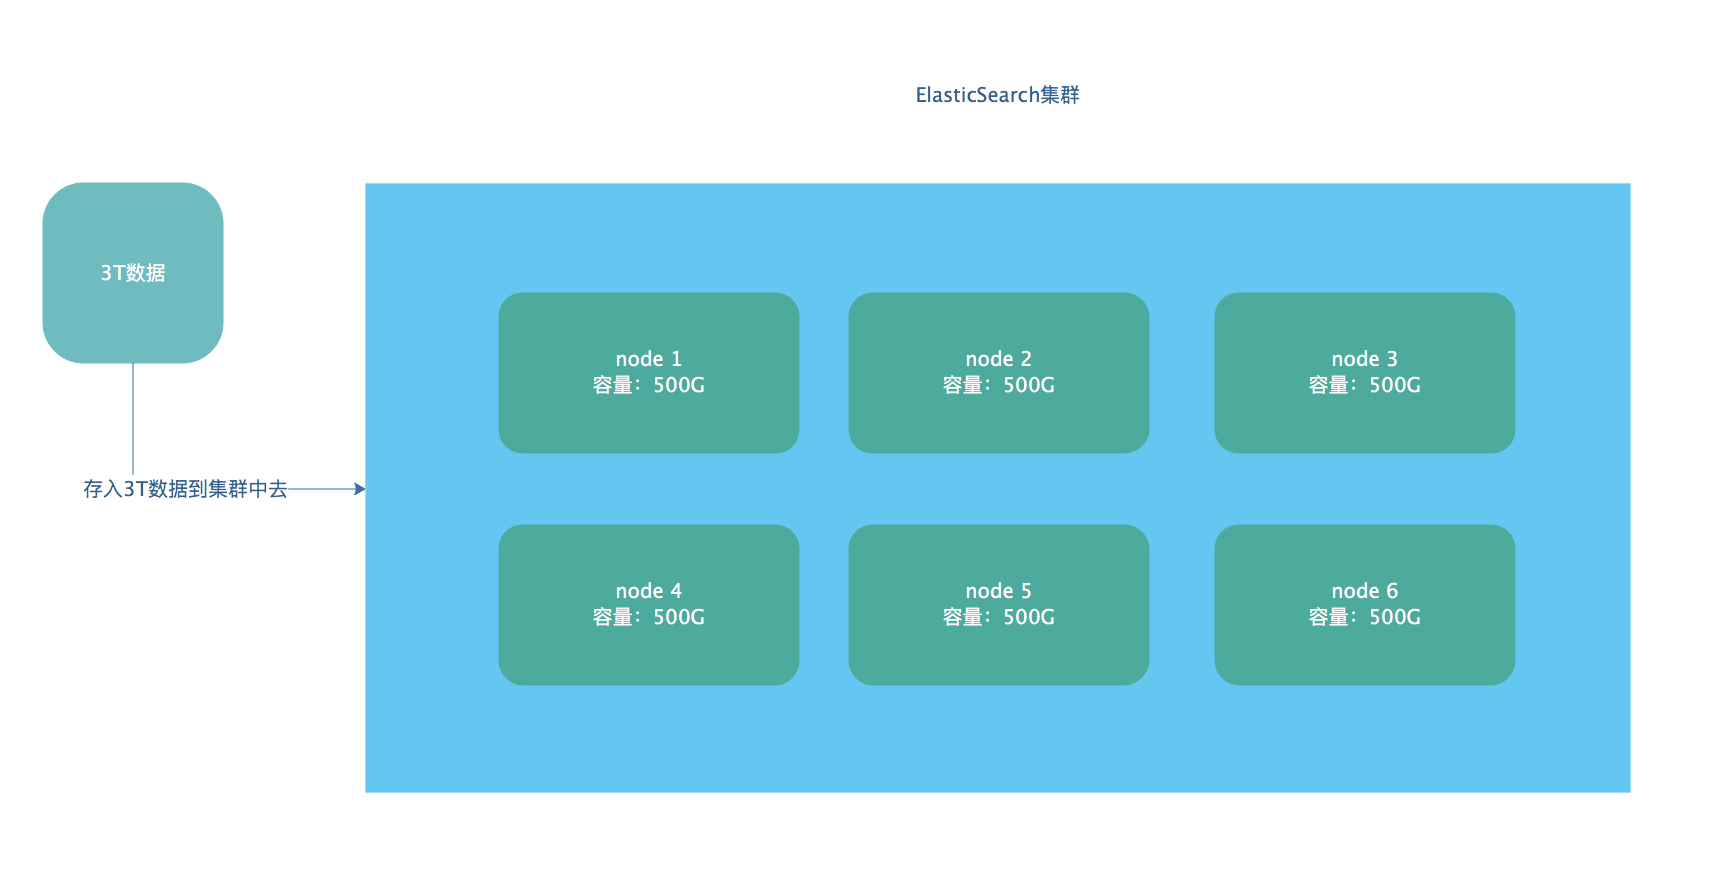 ElasticSearch集群
3T数据
存入3T数据到集群中去
node 1
容量：500G
node 2
容量：500G
node 3
容量：500G
node 4
容量：500G
node 5
容量：500G
node 6
容量：500G